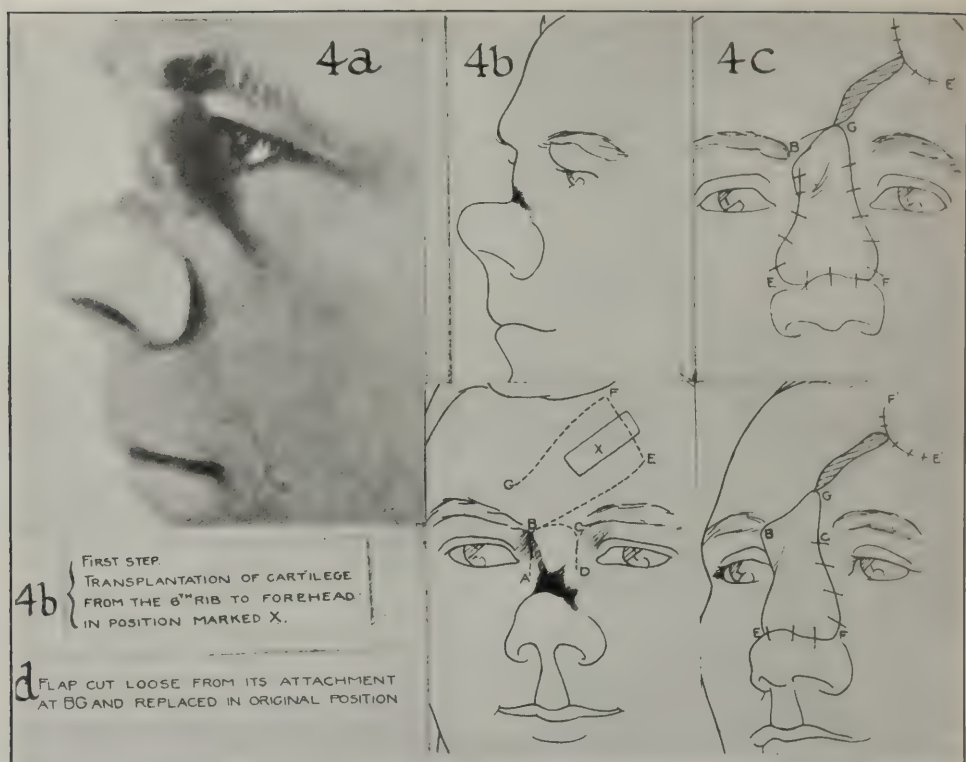 4a
4b
4c
E'
G
B
E
F
F
X
E
G
B
C
A
D
F'
E'
G
B
C
E
F
4b
FIRST STEP.
TRANSPLANTATION OF CARTILEGE
FROM THE 6TH RIB TO FOREHEAD
IN POSITION MARKED X.
d
FLAP CUT LOOSE FROM ITS ATTACHMENT
AT BG AND REPLACED IN ORIGINAL POSITION